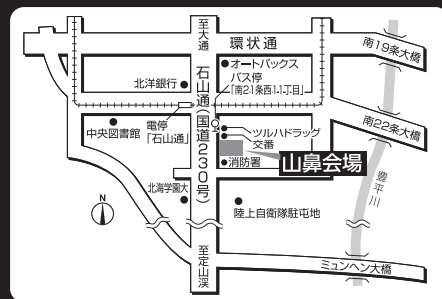 至大通
環状通
南19条大橋
オートバックス
バス停
「南21条西11丁目」
北洋銀行
石山通(国道230号)
南22条大橋
中央図書館
電停
「石山通」
ツルハドラッグ
交番
消防署
山鼻会場
豊平川
北海学園大
N
陸上自衛隊駐屯地
至定山渓
ミュンヘン大橋